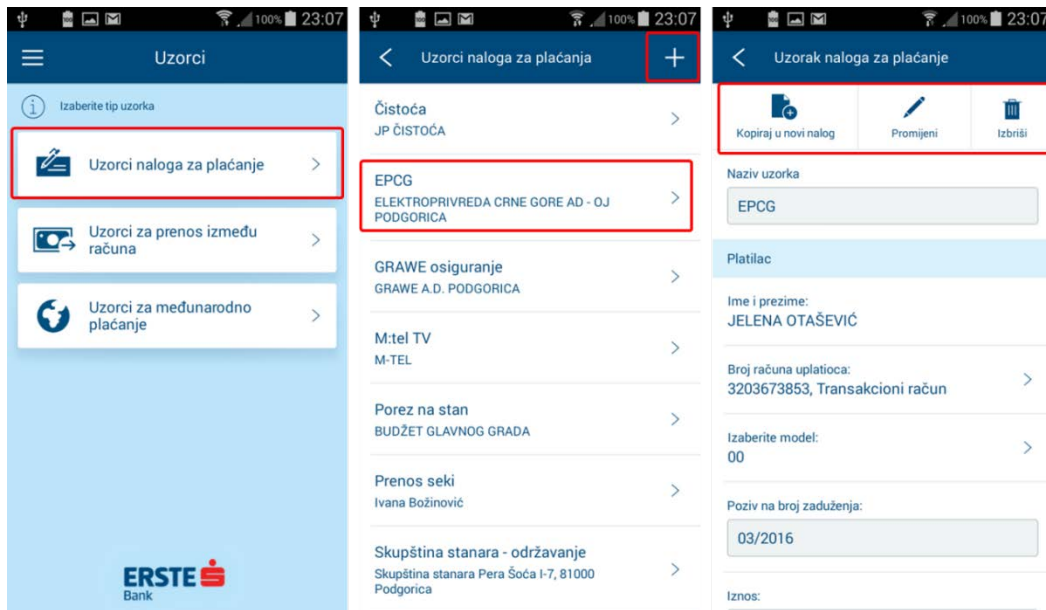 100% 23:07
Uzorci
i Izaberite tip uzorka
Uzorci naloga za plaćanje
Uzorci za prenos između
računa
Uzorci za međunarodno
plaćanje
ERSTE
Bank
100% 23:07
Uzorci naloga za plaćanja
Čistoća
JP ČISTOĆA
EPCG
ELEKTROPRIVREDA CRNE GORE AD - OJ
PODGORICA
GRAWE osiguranje
GRAWE A.D. PODGORICA
M:tel TV
M-TEL
Porez na stan
BUDŽET GLAVNOG GRADA
Prenos seki
Ivana Božinović
Skupština stanara - održavanje
Skupština stanara Pera Šoća I-7, 81000
Podgorica
100% 23:07
Uzorak naloga za plaćanje
Kopiraj u novi nalog Promijeni Izbriši
Naziv uzorka
EPCG
Platilac
Ime i prezime:
JELENA OTAŠEVIĆ
Broj računa uplatioca:
3203673853, Transakcioni račun
Izaberite model:
00
Poziv na broj zaduženja:
03/2016
Iznos: